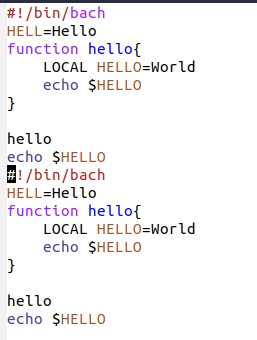 #!/bin/bach
HELL=Hello
function hello{
    LOCAL HELLO=World
    echo $HELLO
}

hello
echo $HELLO
#!/bin/bach
HELL=Hello
function hello{
    LOCAL HELLO=World
    echo $HELLO
}

hello
echo $HELLO